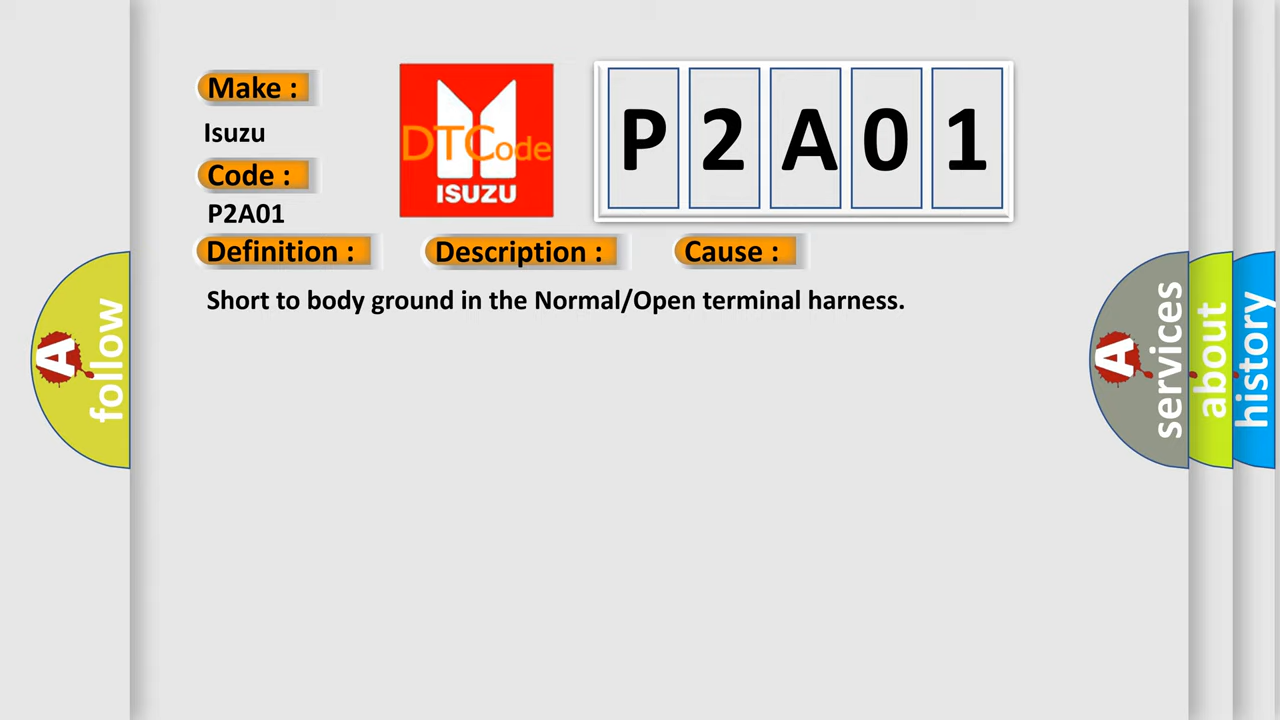 Make :
Isuzu
Code :
P2A01
DTCode
ISUZU
P 2 A 0 1
Definition :
Description :
Cause :
Short to body ground in the Normal/Open terminal harness.
A follow
A services
about
history